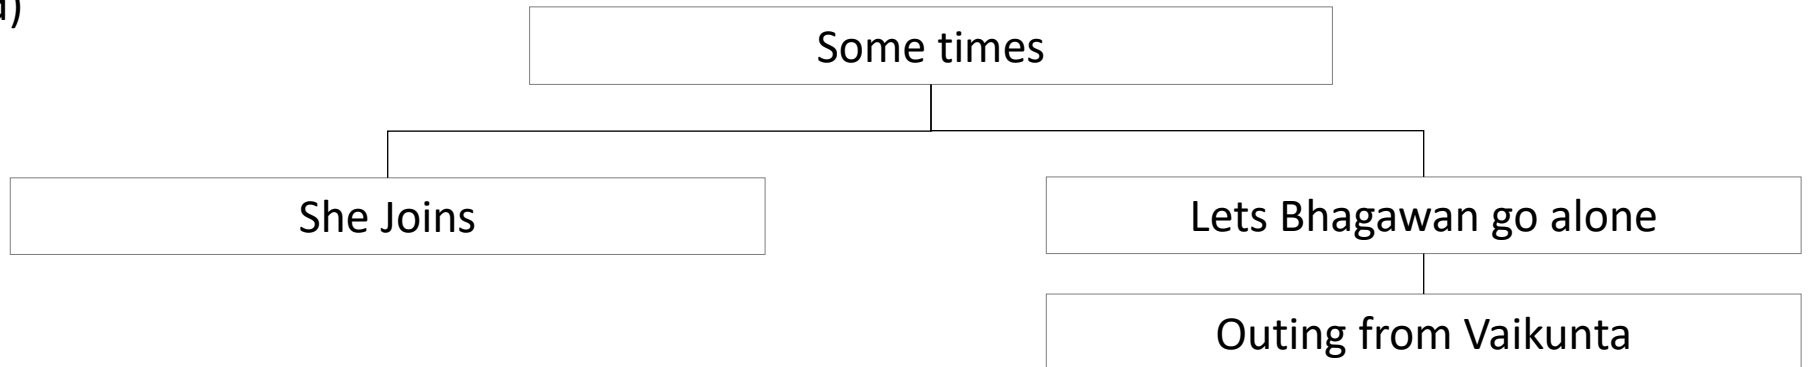 Some times
She Joins
Lets Bhagawan go alone
Outing from Vaikunta